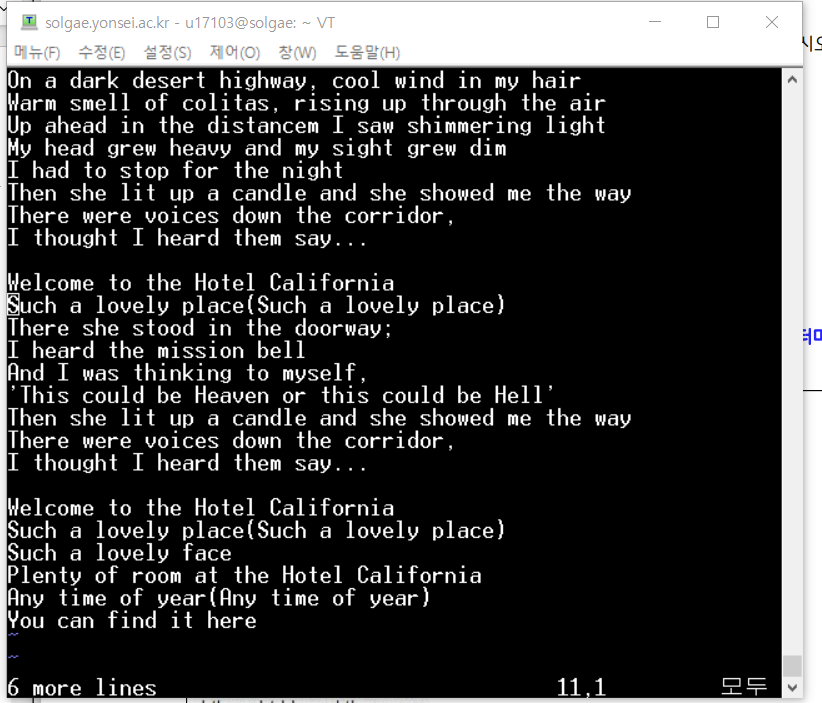 solgae.yonsei.ac.kr - u17103@solgae: ~ VT
메뉴(F) 수정(E) 설정(S) 제어(O) 창(W) 도움말(H)
On a dark desert highway, cool wind in my hair
Warm smell of colitas, rising up through the air
Up ahead in the distancem I saw shimmering light
My head grew heavy and my sight grew dim
I had to stop for the night
Then she lit up a candle and she showed me the way
There were voices down the corridor,
I thought I heard them say...
Welcome to the Hotel California
Such a lovely place(Such a lovely place)
There she stood in the doorway;
I heard the mission bell
And I was thinking to myself,
'This could be Heaven or this could be Hell'
Then she lit up a candle and she showed me the way
There were voices down the corridor,
I thought I heard them say...
Welcome to the Hotel California
Such a lovely place(Such a lovely place)
Such a lovely face
Plenty of room at the Hotel California
Any time of year(Any time of year)
You can find it here
~
~
6 more lines 11,1 모두